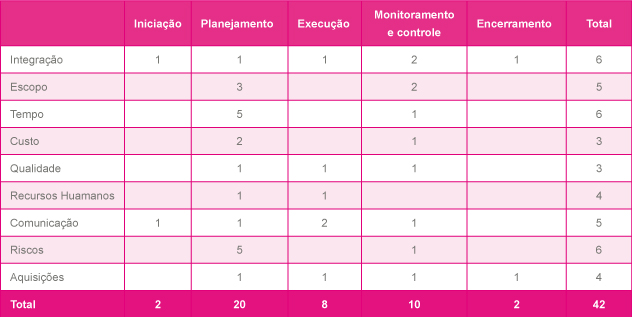 Iniciação Planejamento Execução Monitoramento e controle Encerramento Total
Integração 1 1 1 2 1 6
Escopo 3 2 5
Tempo 5 1 6
Custo 2 1 3
Qualidade 1 1 1 3
Recursos Huamanos 1 1 4
Comunicação 1 1 2 1 5
Riscos 5 1 6
Aquisições 1 1 1 1 4
Total 2 20 8 10 2 42